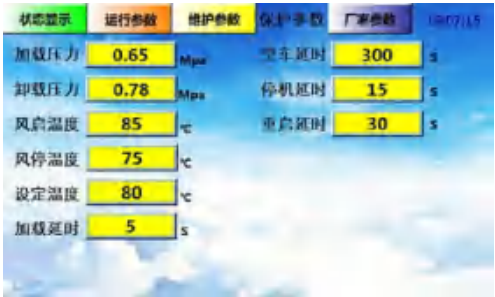 状态显示 运行参数 维护参数 保护参数 厂家参数
加载压力 0.65 Mpa 空车延时 300 s
卸载压力 0.78 Mpa 停机延时 15 s
风启温度 85 ℃ 重启延时 30 s
风停温度 75 ℃
设定温度 80 ℃
加载延时 5 s